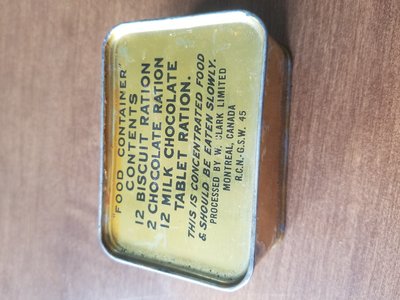 FOOD CONTAINER"
CONTENTS
12 BISCUIT RATION
2 CHOCOLATE RATION
12 MILK CHOCOLATE
TABLET RATION.
THIS IS CONCENTRATED FOOD
& SHOULD BE EATEN SLOWLY.
PROCESSED BY W. CLARK LIMITED
MONTREAL, CANADA
R.C.N.-G.S.W. 45